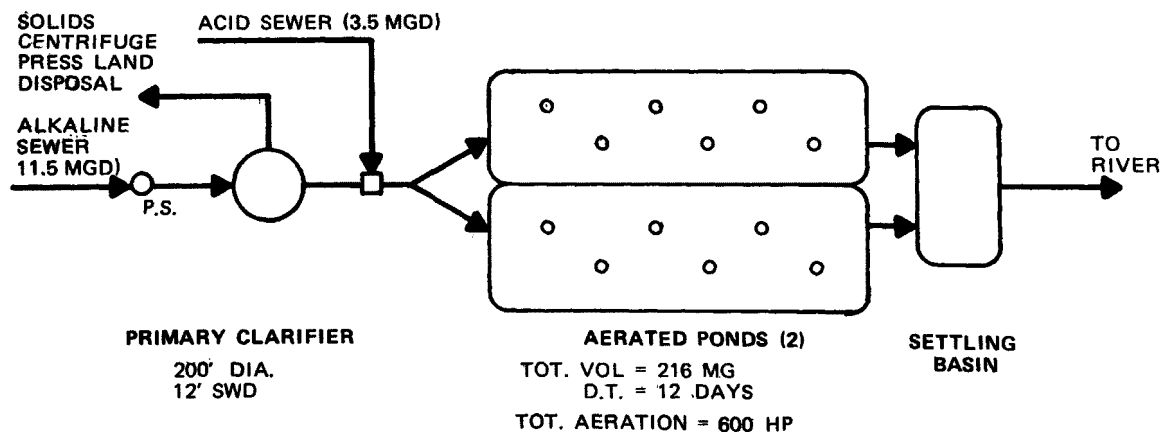 SOLIDS
CENTRIFUGE
PRESS LAND
DISPOSAL
ACID SEWER (3.5 MGD)
ALKALINE
SEWER
11.5 MGD)
P.S.
TO
RIVER
PRIMARY CLARIFIER
200' DIA.
12' SWD
AERATED PONDS (2)
TOT. VOL = 216 MG
D.T. = 12 DAYS
TOT. AERATION = 600 HP
SETTLING
BASIN